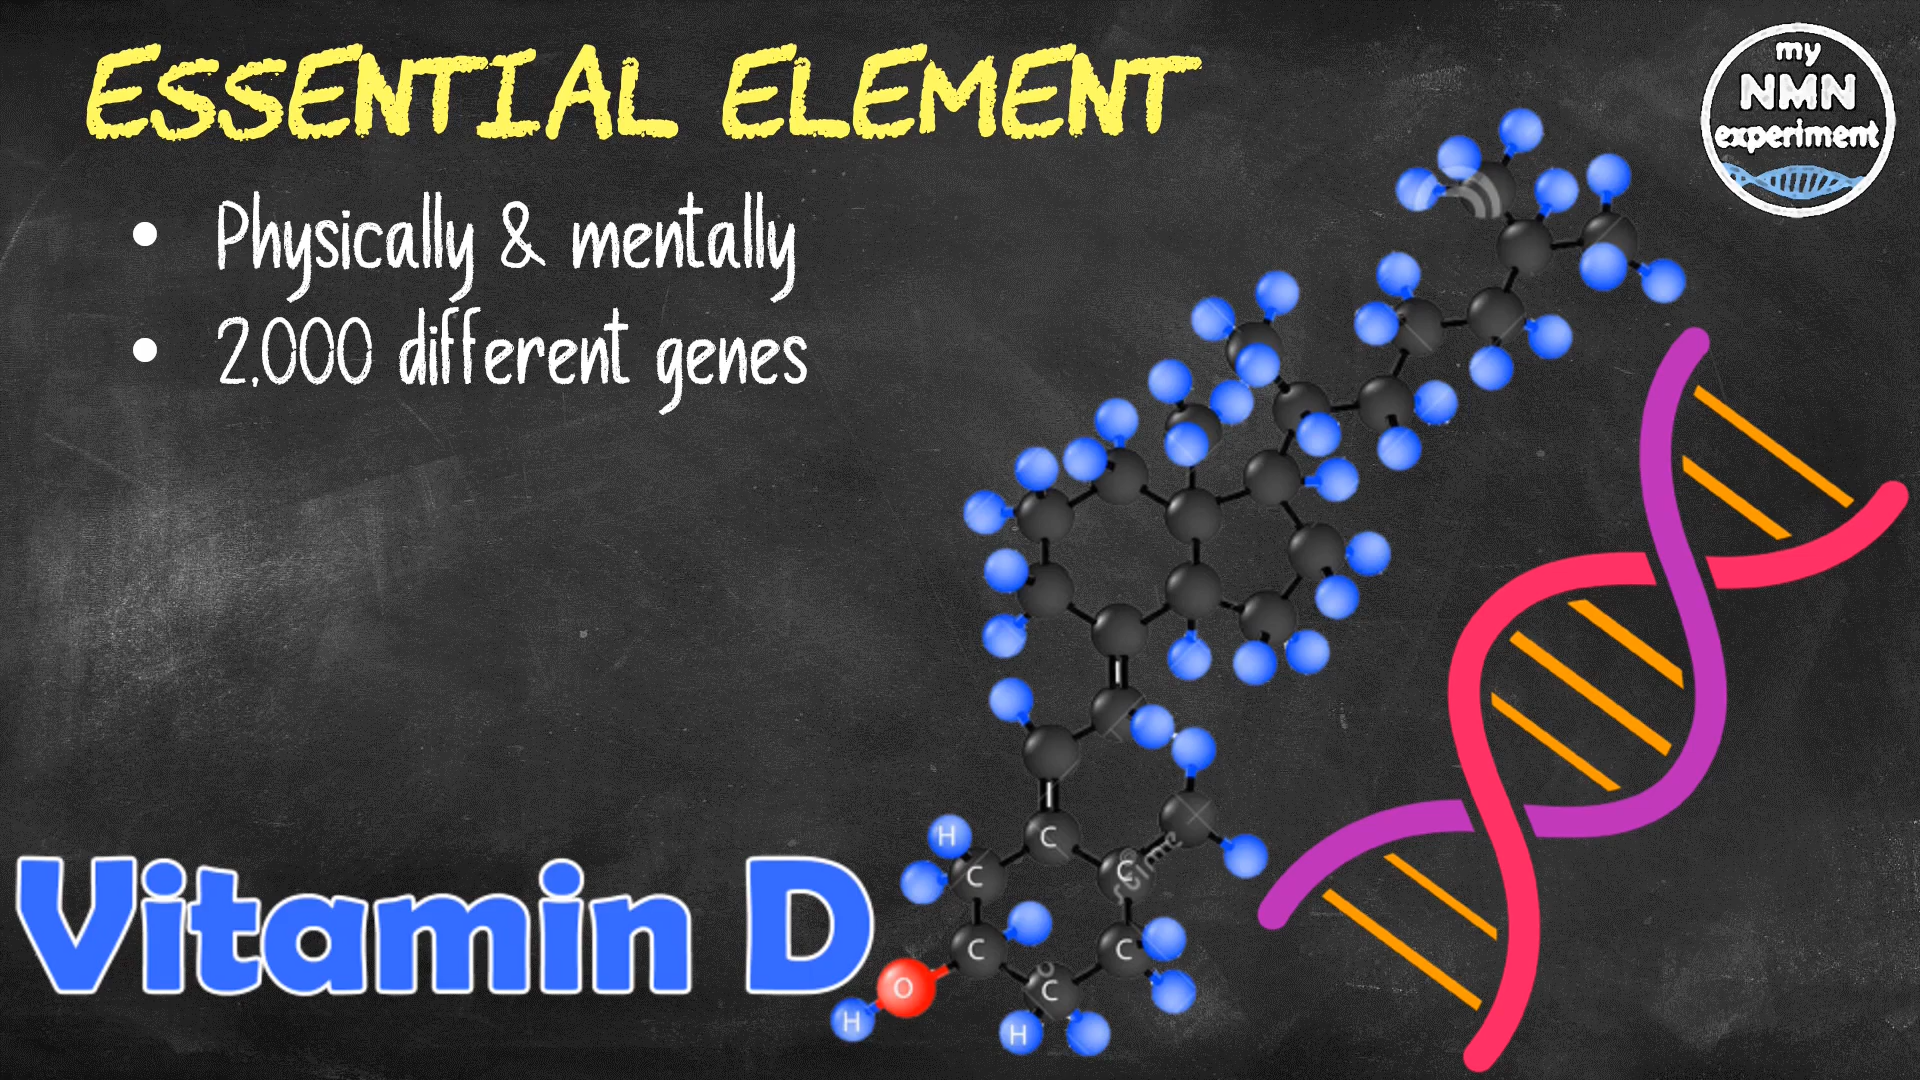 ESSENTIAL ELEMENT
my
NMN
experiment
• Physically & mentally
• 2,000 different genes
H
C
C
C
C
C
C
O
H
H
Vitamin D